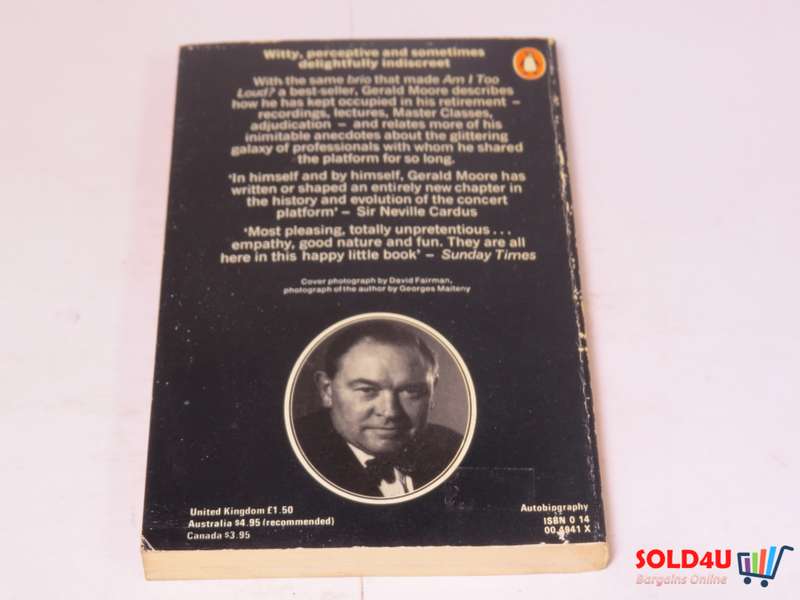 Witty, perceptive and sometimes
delightfully indiscreet
With the same brio that made Am I Too
Loud? a best-seller, Gerald Moore describes
how he has kept occupied in his retirement –
recordings, lectures, Master Classes,
adjudication – and relates more of his
inimitable anecdotes about the glittering
galaxy of professionals with whom he shared
the platform for so long.
‘In himself and by himself, Gerald Moore has
written or shaped an entirely new chapter in
the history and evolution of the concert
platform’ – Sir Neville Cardus
‘Most pleasing, totally unpretentious...
empathy, good nature and fun. They are all
here in this happy little book’ – Sunday Times
Cover photograph by David Fairman,
photograph of the author by Georges Maiteny
United Kingdom £1.50
Australia $4.95 (recommended)
Canada $3.95
Autobiography
ISBN 0 14
00.4941 X
SOLD4U
Bargains Online